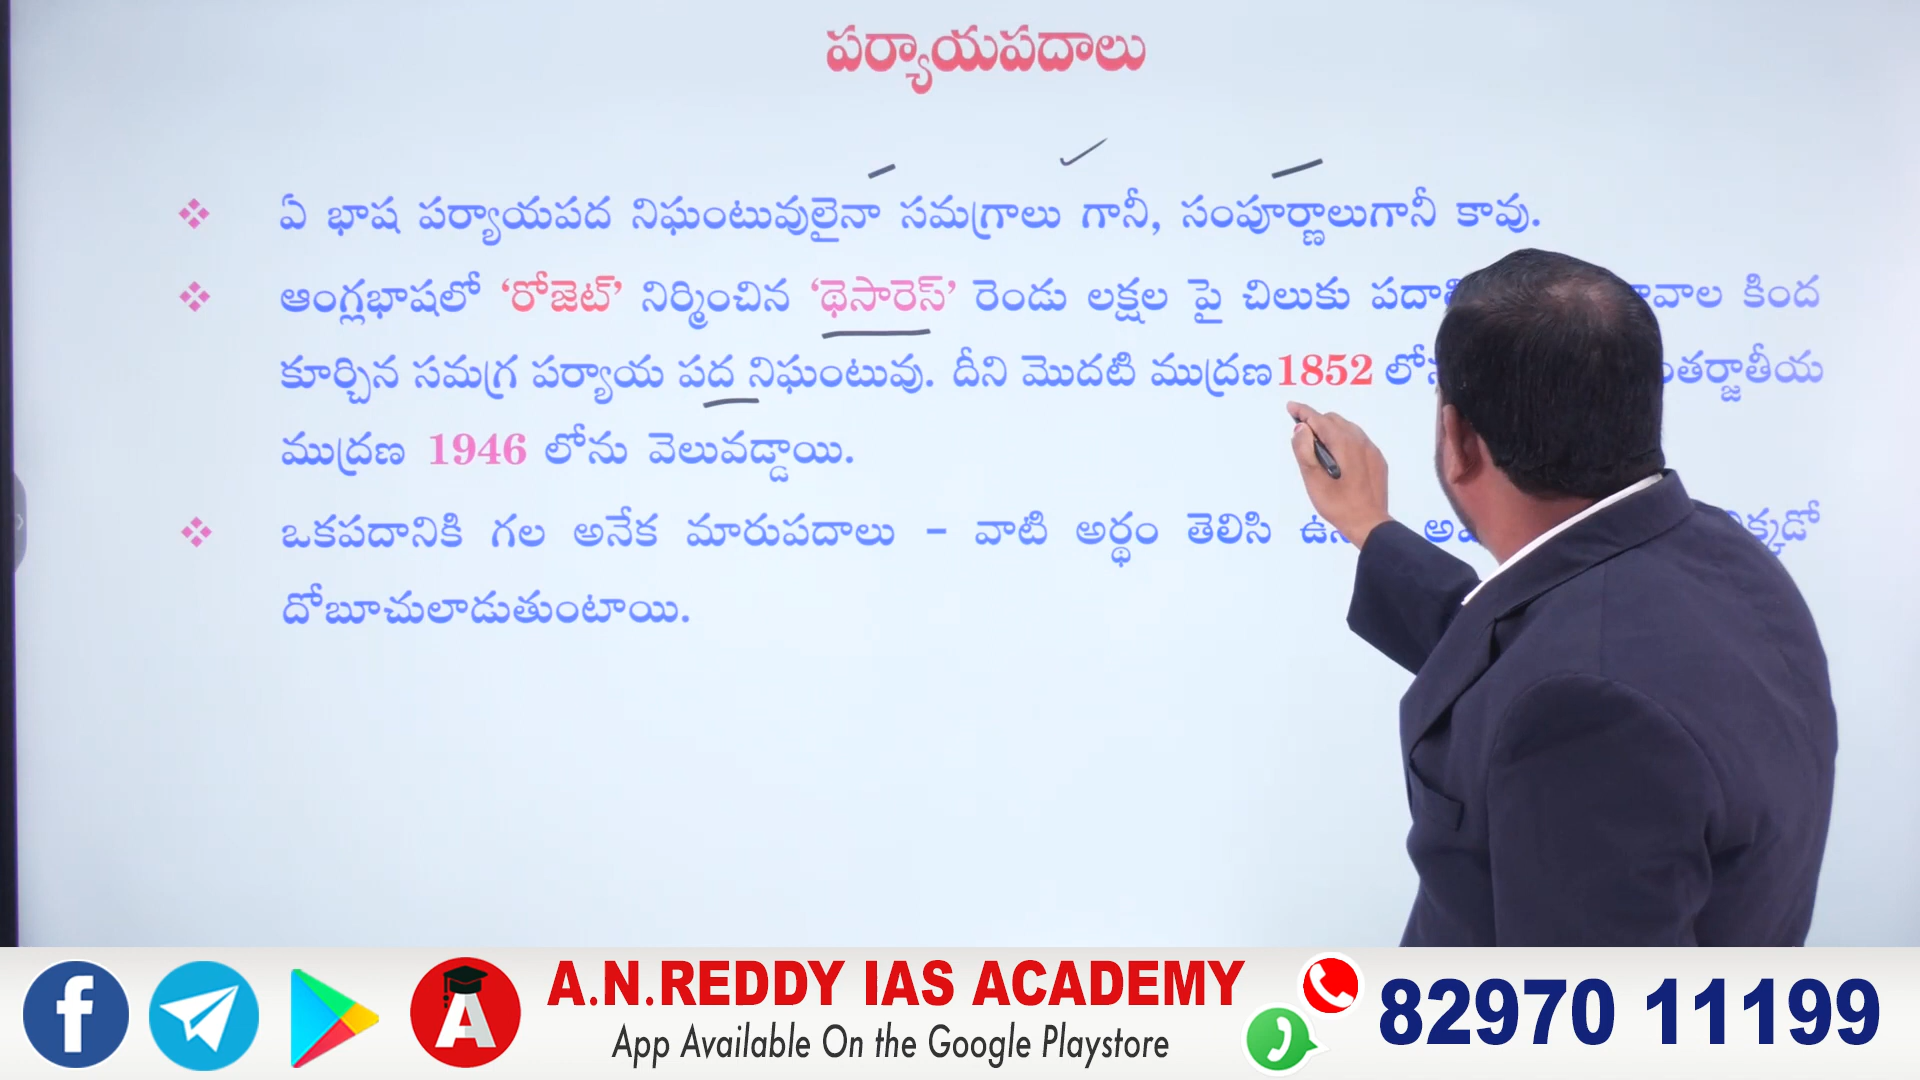 పర్యాయపదాలు
ఏ భాష పర్యాయపద నిఘంటువులైనా సమగ్రాలు గానీ, సంపూర్ణాలుగానీ కావు.
ఆంగ్లభాషలో ‘రోజెట్’ నిర్మించిన ‘థెసారెస్’ రెండు లక్షల పై చిలుకు కింద
కూర్చిన సమగ్ర పర్యాయ పద నిఘంటువు. దీని మొదటి ముద్రణ1852
ముద్రణ 1946 లోను వెలువడ్డాయి.
ఒకపదానికి గల అనేక మారుపదాలు – వాటి అర్థం తెలిసి
దోబూచులాడుతుంటాయి.
A.N.REDDY IAS ACADEMY
App Available On the Google Playstore
82970 11199